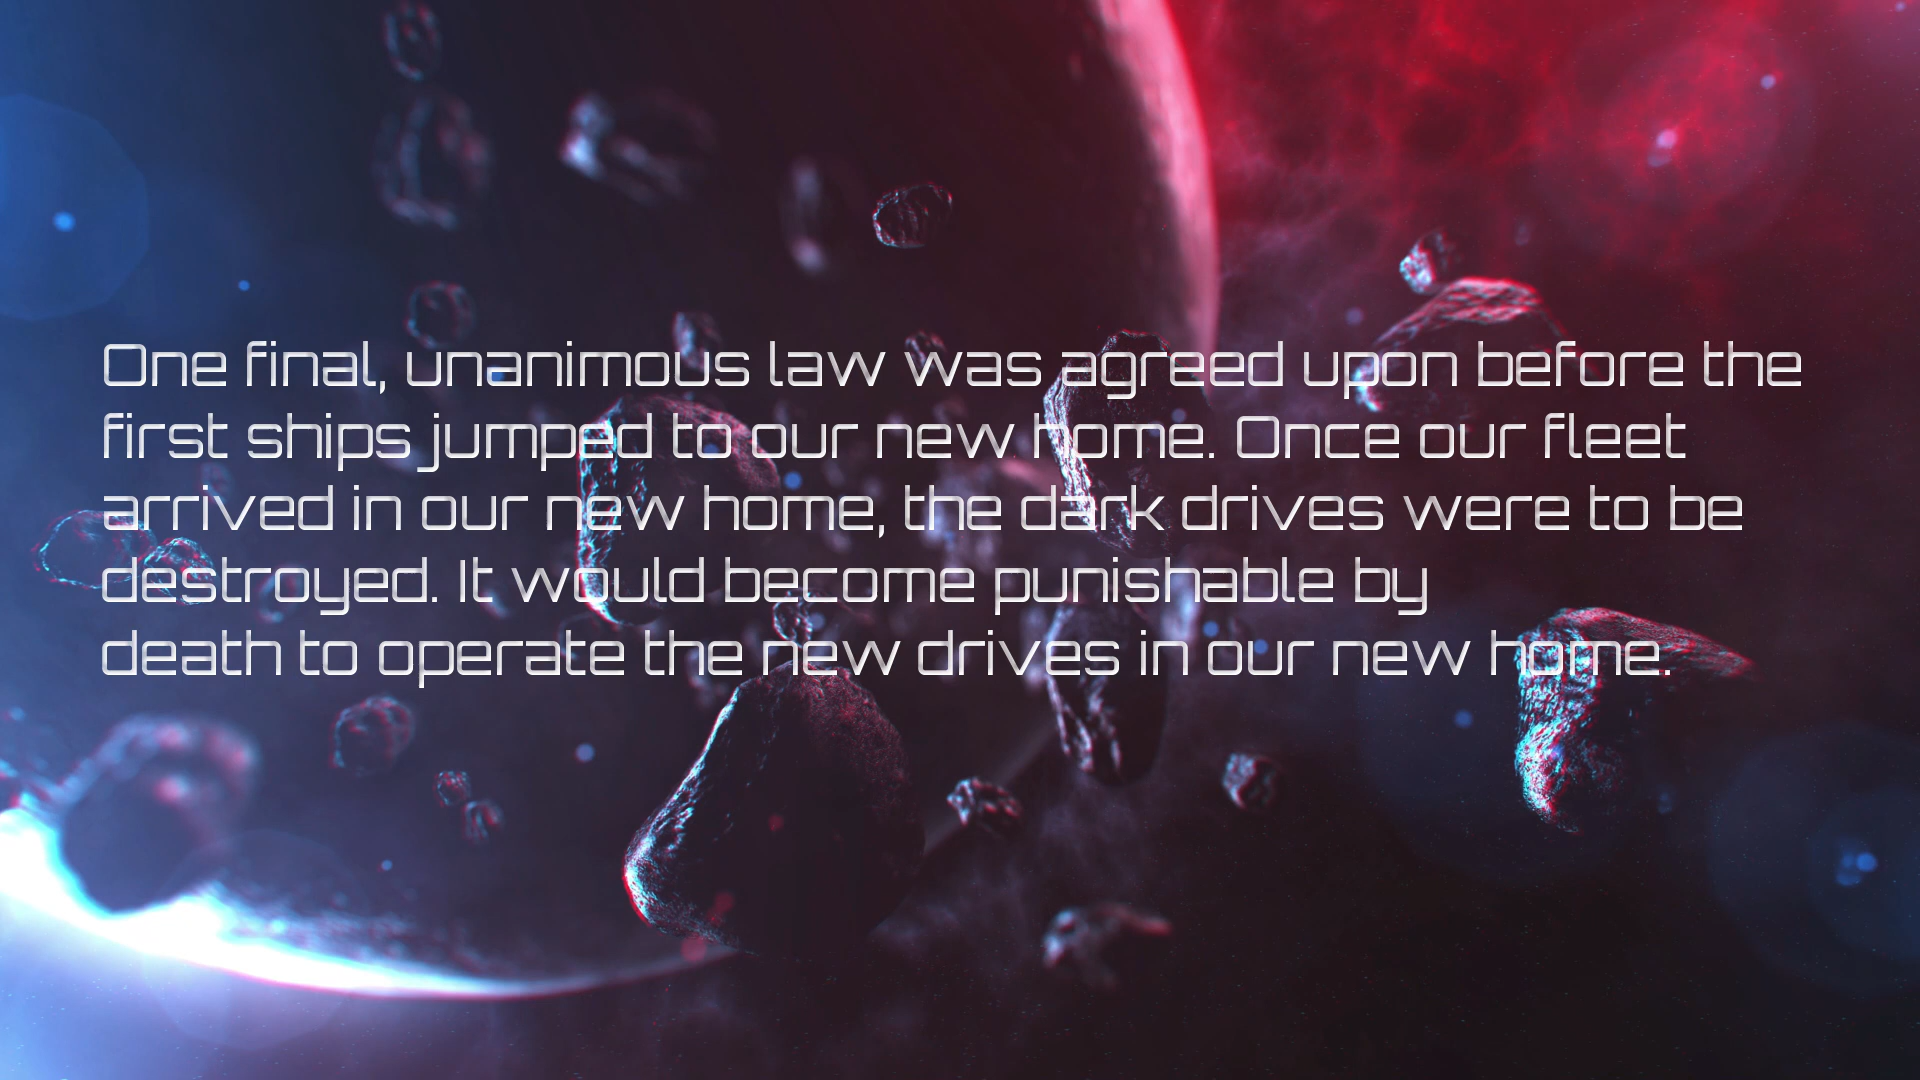 One final, unanimous law was agreed upon before the
first ships jumped to our new home. Once our fleet
arrived in our new home, the dark drives were to be
destroyed. It would become punishable by
death to operate the new drives in our new home.